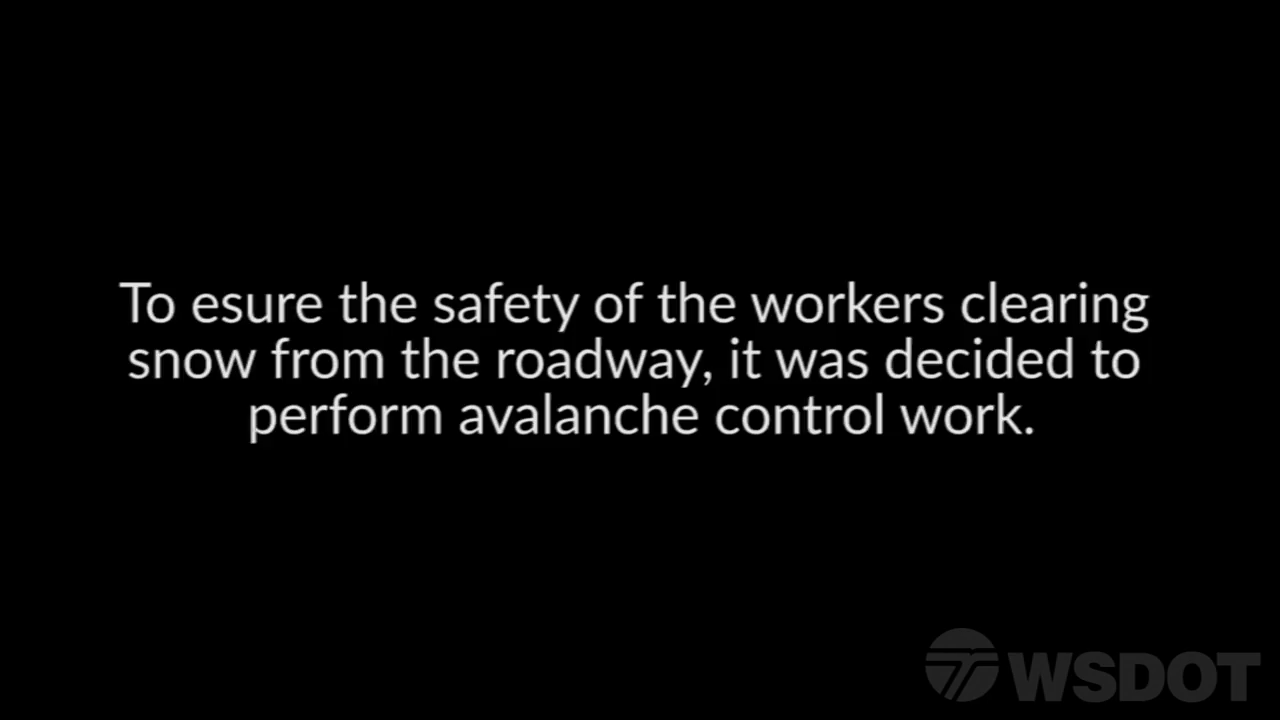 To esure the safety of the workers clearing
snow from the roadway, it was decided to
perform avalanche control work.
WSDOT